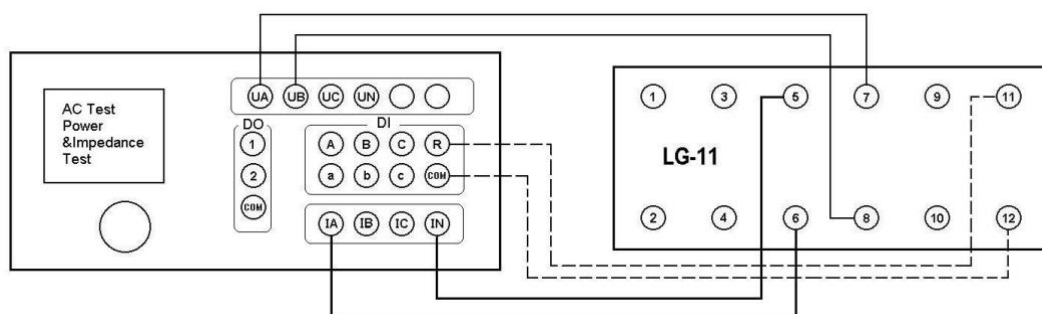 AC Test
Power
&Impedance
Test
UA UB UC UN
DO
1
2
COM
DI
A B C R
a b c COM
IA IB IC IN
1 3 5 7 9 11
LG-11
2 4 6 8 10 12